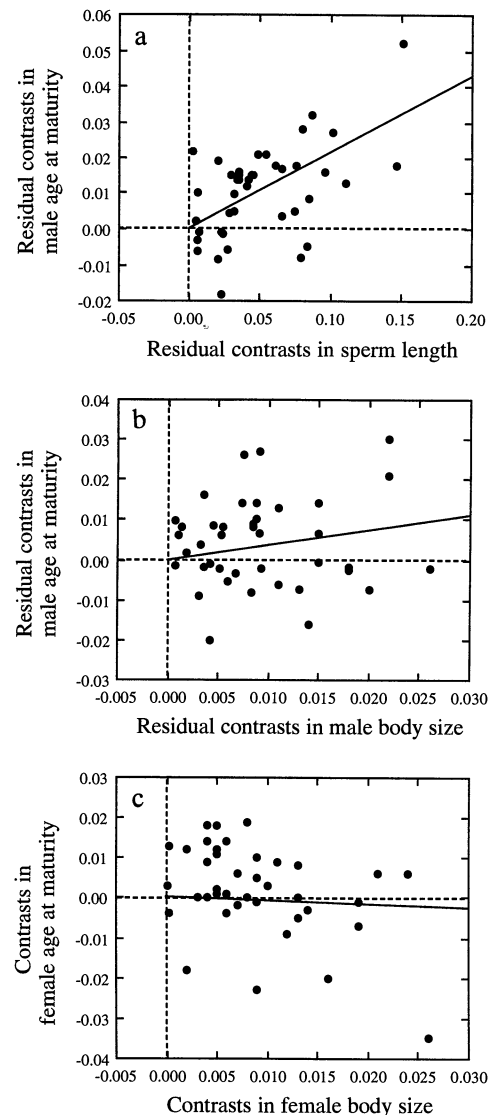 a
0.06
0.05
0.04
0.03
0.02
0.01
0.00
-0.01
-0.02
Residual contrasts in
male age at maturity
-0.05 0.00 0.05 0.10 0.15 0.20
Residual contrasts in sperm length
b
0.04
0.03
0.02
0.01
0.00
-0.01
-0.02
-0.03
Residual contrasts in
male age at maturity
-0.005 0.000 0.005 0.010 0.015 0.020 0.025 0.030
Residual contrasts in male body size
c
0.03
0.02
0.01
0.00
-0.01
-0.02
-0.03
-0.04
Contrasts in
female age at maturity
-0.005 0.000 0.005 0.010 0.015 0.020 0.025 0.030
Contrasts in female body size